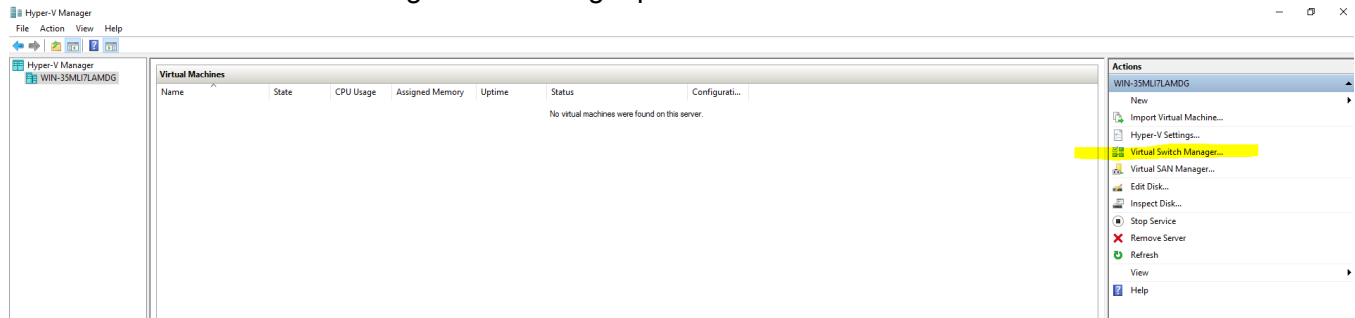 Hyper-V Manager
File Action View Help
Hyper-V Manager
WIN-35MLI7LAMDG
Virtual Machines
Name State CPU Usage Assigned Memory Uptime Status Configurati...
No virtual machines were found on this server.
Actions
WIN-35MLI7LAMDG
New
Import Virtual Machine...
Hyper-V Settings...
Virtual Switch Manager...
Virtual SAN Manager...
Edit Disk...
Inspect Disk...
Stop Service
Remove Server
Refresh
View
Help